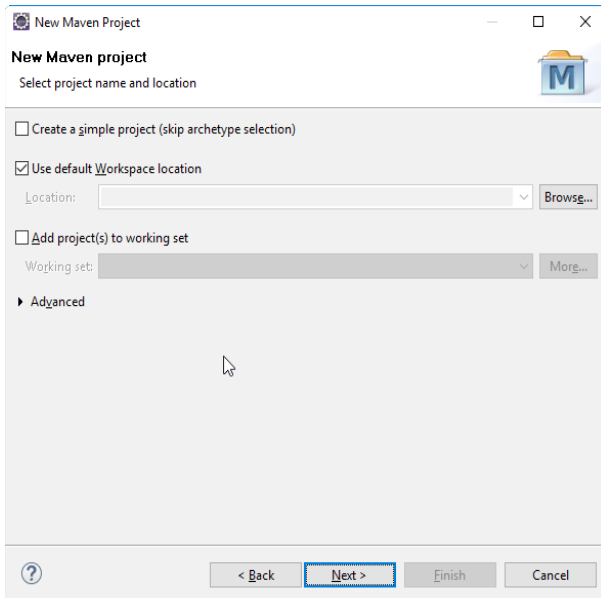 New Maven Project
New Maven project
Select project name and location
M
Create a simple project (skip archetype selection)
Use default Workspace location
Location:
Browse...
Add project(s) to working set
Working set:
More...
Advanced
?
< Back
Next >
Finish
Cancel